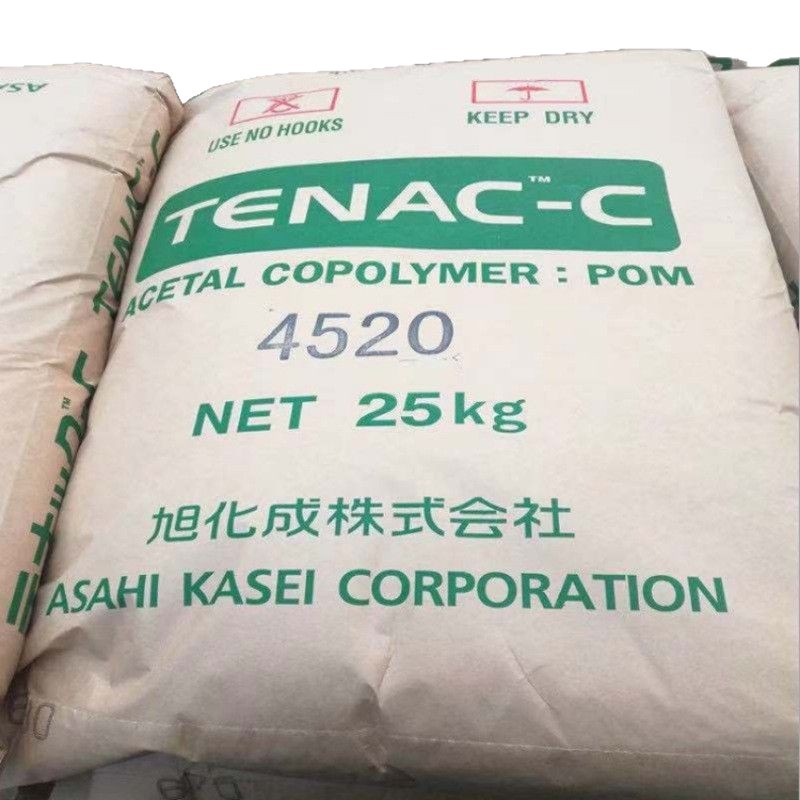 USE NO HOOKS
KEEP DRY
TENAC™-C
ACETAL COPOLYMER : POM
4520
NET 25kg
旭化成株式会社
ASAHI KASEI CORPORATION